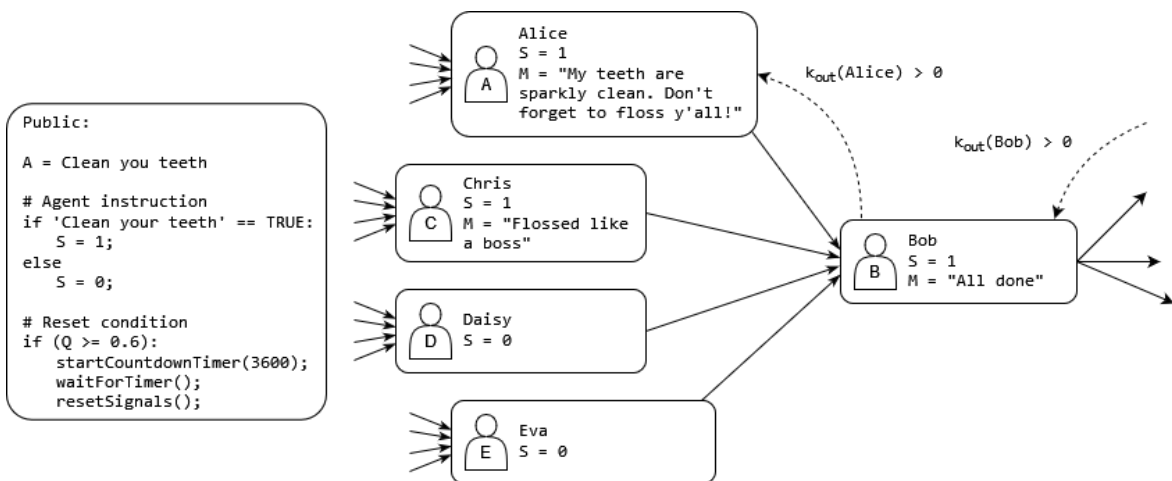 Public:
A = Clean you teeth
# Agent instruction
if 'Clean your teeth' == TRUE:
S = 1;
else
S = 0;
# Reset condition
if (Q >= 0.6):
startCountdownTimer(3600);
waitForTimer();
resetSignals();
A
Alice
S = 1
M = "My teeth are
sparkly clean. Don't
forget to floss y'all!"
C
Chris
S = 1
M = "Flossed like
a boss"
D
Daisy
S = 0
E
Eva
S = 0
kout(Alice) > 0
kout(Bob) > 0
B
Bob
S = 1
M = "All done"